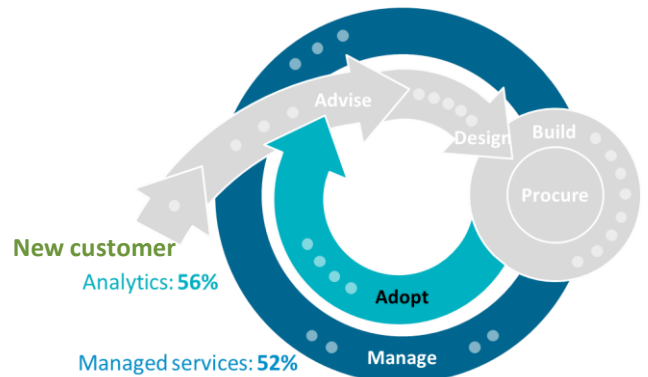 Advise
Design
Build
Procure
New customer
Analytics: 56%
Adopt
Managed services: 52%
Manage